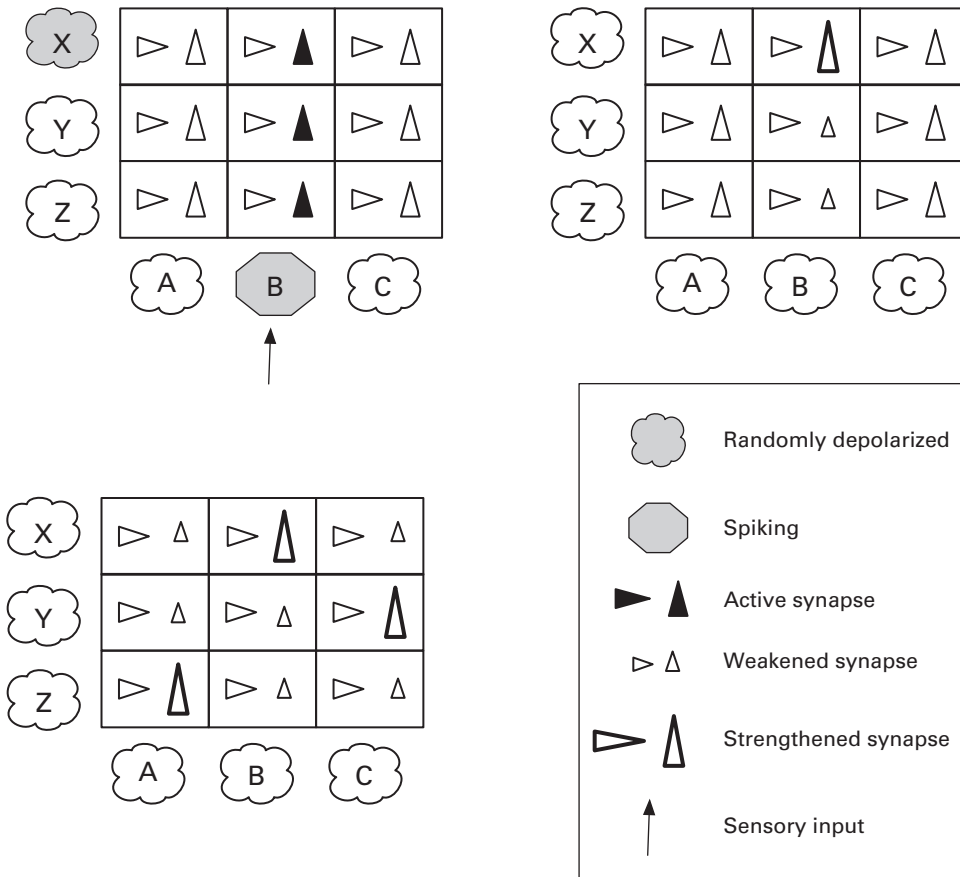 X
Y
Z
A B C
X
Y
Z
A B C
X
Y
Z
A B C
Randomly depolarized
Spiking
Active synapse
Weakened synapse
Strengthened synapse
Sensory input